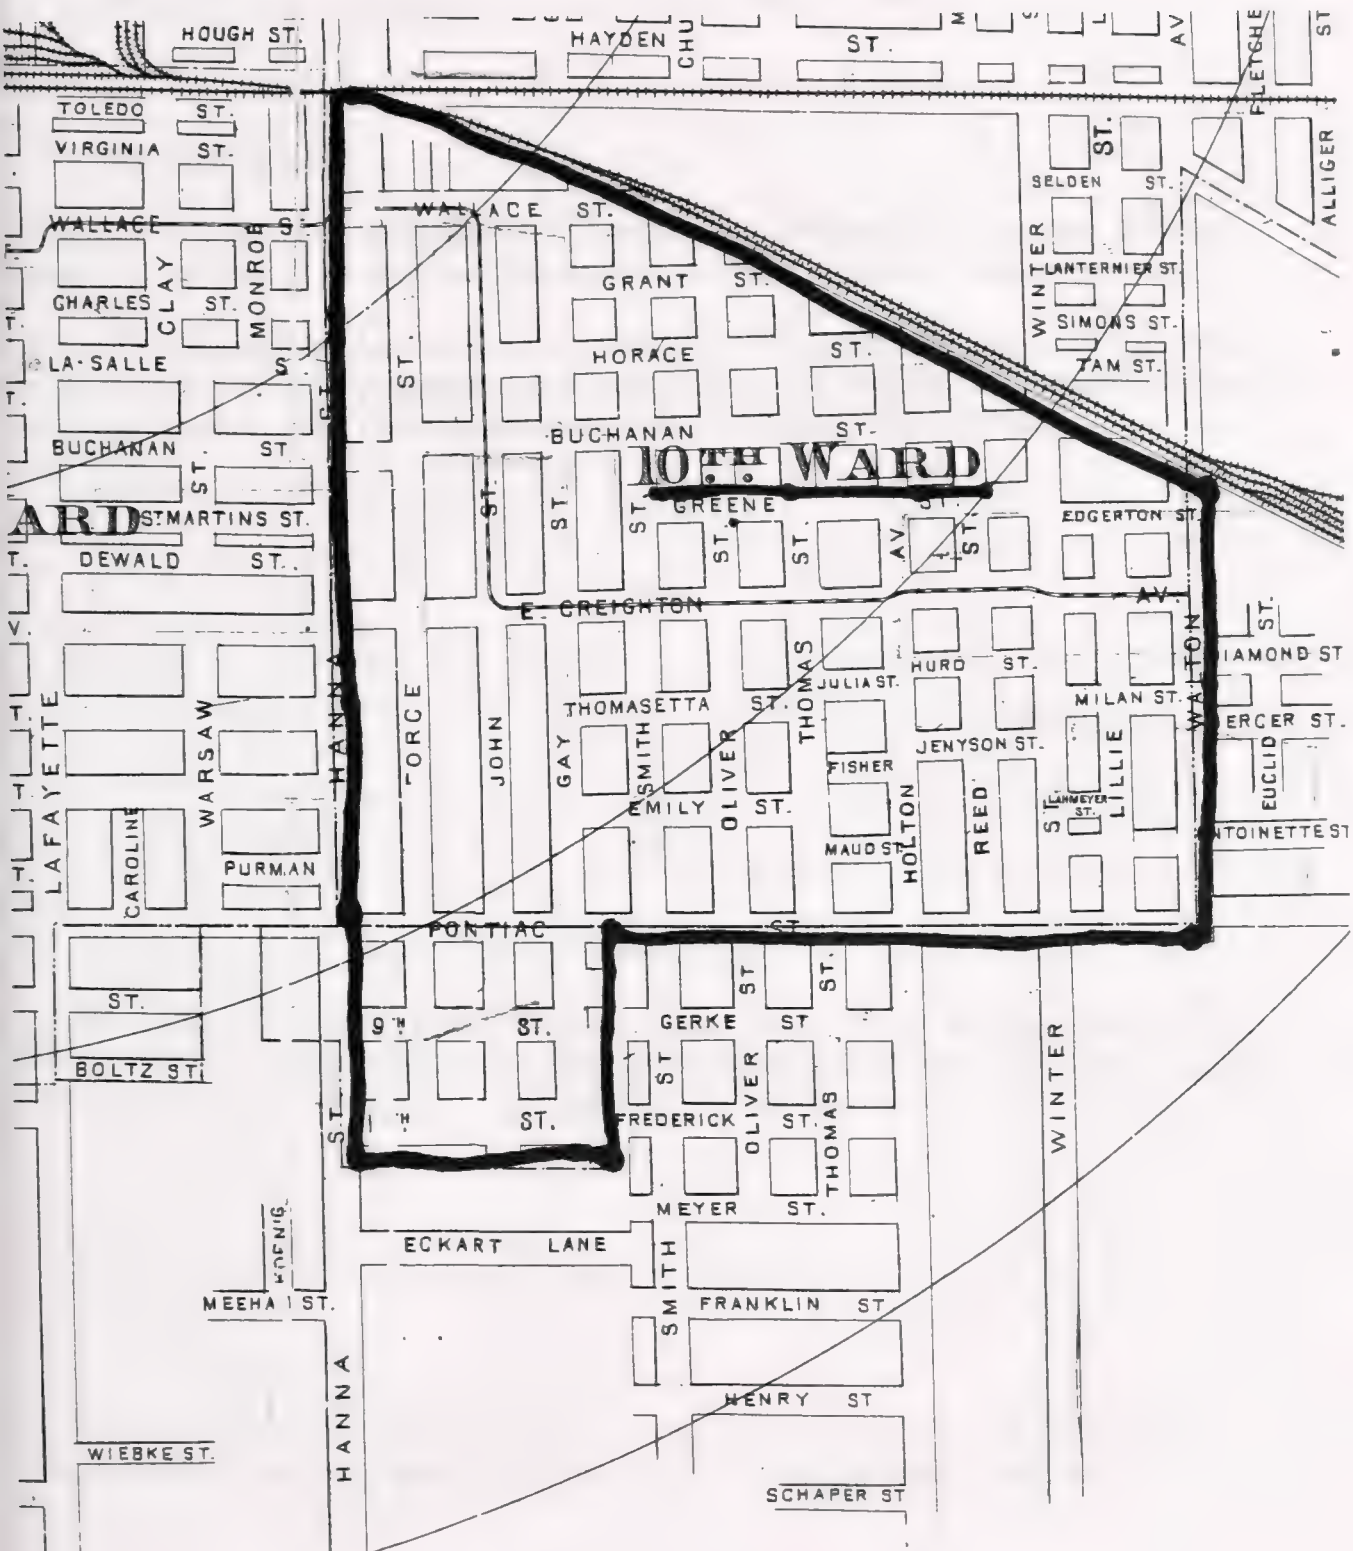 HOUGH ST.
HAYDEN ST.
CHU
AV
FLETCHE
ST
TOLEDO ST.
VIRGINIA ST.
ST.
SELDEN ST.
ALLIGER
WALLACE S
WALLACE ST.
WINTER
LANTERNIER ST.
GRANT ST.
CLAY
MONROE
CHARLES ST.
SIMONS ST.
HORACE ST.
LA-SALLE S
TAM ST.
ST.
ST.
BUCHANAN ST.
BUCHANAN ST
10TH WARD
ST.
ST.
ST.
ST.
GREENE ST
EDGERTON ST.
ARD
ST MARTINS ST.
DEWALD ST.
ST.
ST.
AV.
ST.
E CREIGHTON AV.
ST.
WALTON
HANNA
HURD ST.
IAMOND ST
JULIA ST.
THOMAS
LAFAYETTE
WARSAW
FORCE
JOHN
GAY
THOMASETTA ST.
MILAN ST.
ERGER ST.
SMITH
OLIVER
JENYSON ST.
FISHER
LILLIE
EUCLID
EMILY ST.
HOLTON
REED
ST
LAHMEYER
ST.
NTOINETTE ST
CAROLINE
MAUD ST
PURMAN
PONTIAC ST.
ST
ST.
ST.
9TH ST.
GERKE ST
WINTER
BOLTZ ST.
ST
OLIVER
THOMAS
ST.
TH ST.
FREDERICK ST.
MEYER ST.
KOENIG
ECKART LANE
SMITH
MEEHA ST.
FRANKLIN ST
HANNA
HENRY ST
WIEBKE ST.
SCHAPER ST